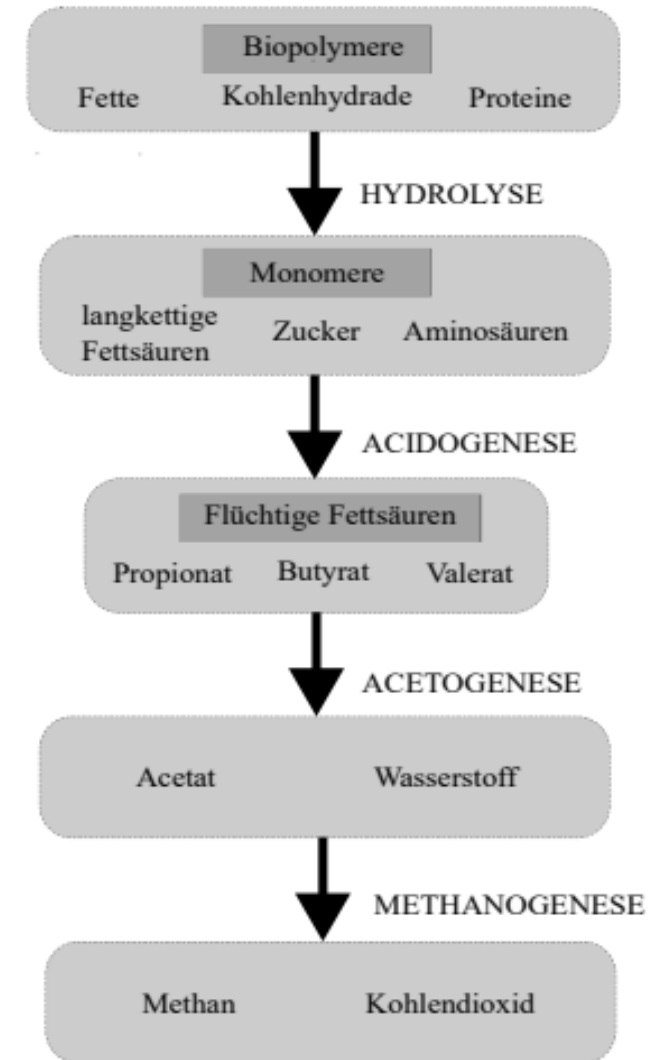 Biopolymere
Fette Kohlenhydrade Proteine
HYDROLYSE
Monomere
langkettige
Fettsäuren
Zucker Aminosäuren
ACIDOGENESE
Flüchtige Fettsäuren
Propionat Butyrat Valerat
ACETOGENESE
Acetat Wasserstoff
METHANOGENESE
Methan Kohlendioxid